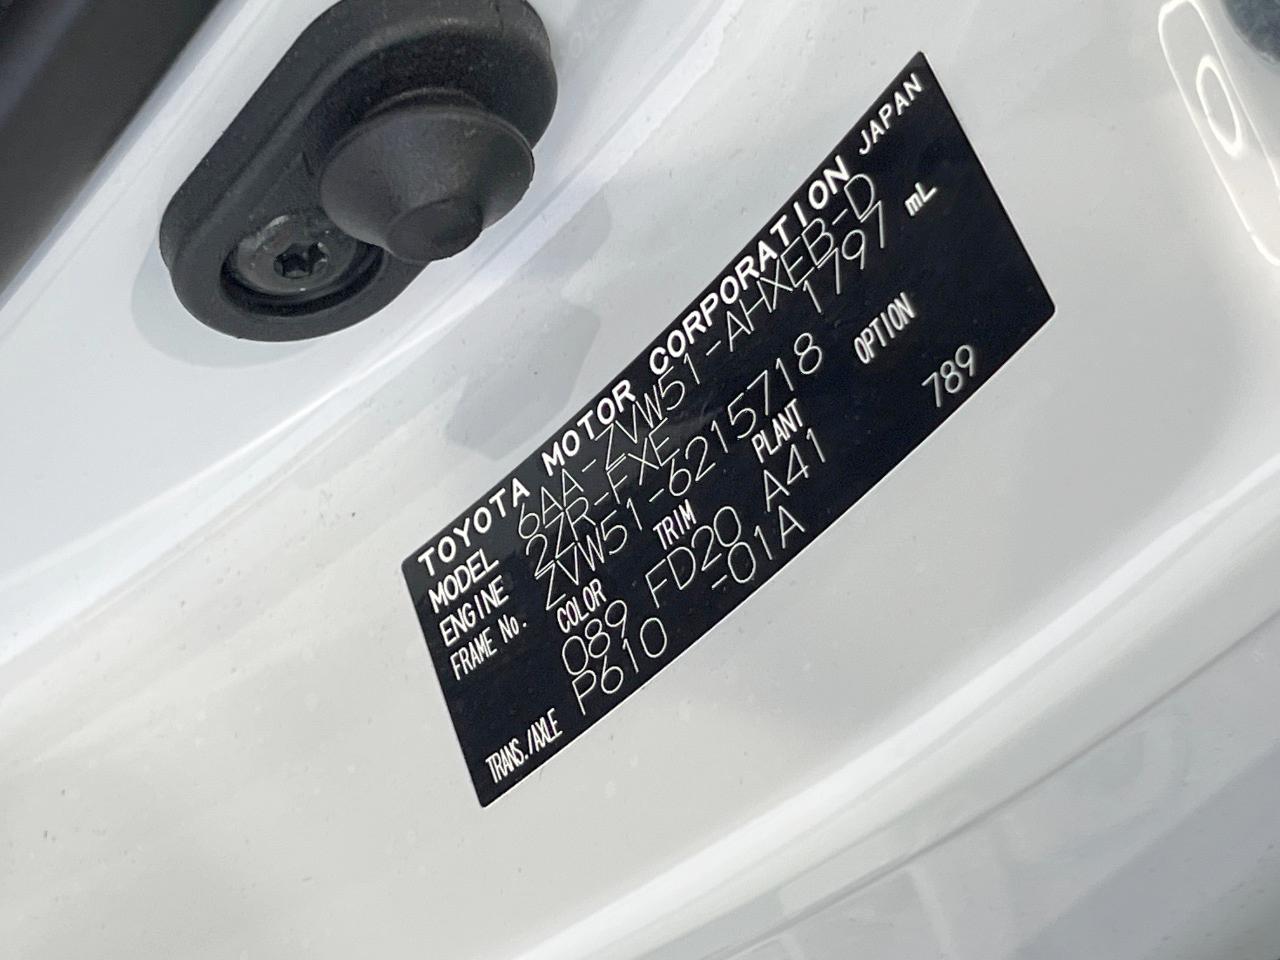 TOYOTA MOTOR CORPORATION JAPAN
MODEL 6AA-ZVW51-AHXEB-D
ENGINE 2ZR-FXE 1797 mL
FRAME No. ZVW51-6215718
COLOR TRIM PLANT OPTION
089 FD20 A41 789
TRANS./AXLE P610 -01A